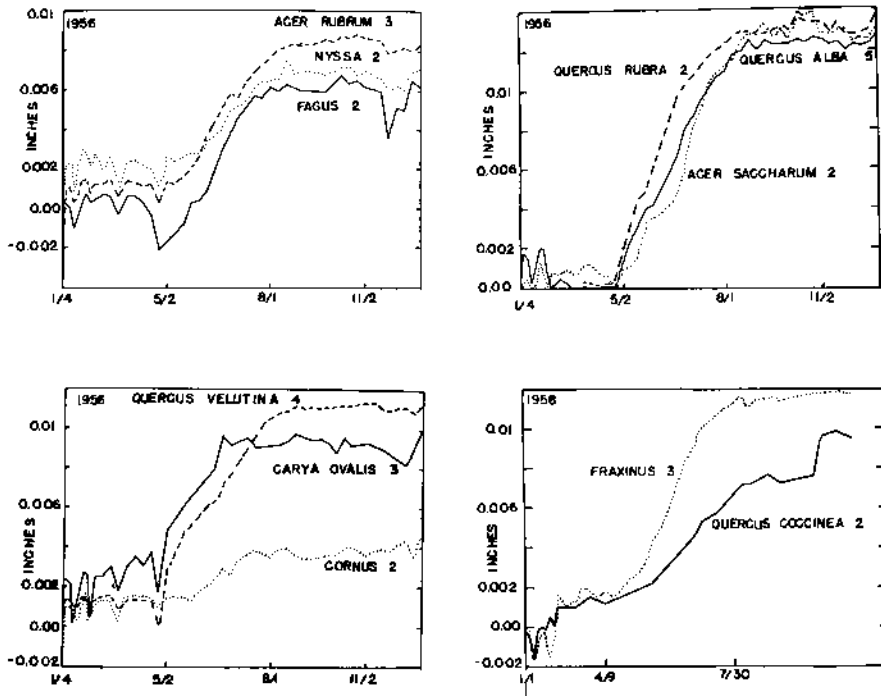 0.01
0.006
0.002
0.00
-0.002
INCHES
1956
ACER RUBRUM 3
NYSSA 2
FAGUS 2
1/4
5/2
8/1
11/2
0.01
0.006
0.002
0.00
INCHES
1956
QUERCUS RUBRA 2
QUERCUS ALBA 5
ACER SACCHARUM 2
1/4
5/2
8/1
11/2
0.01
0.006
0.002
0.00
-0.002
INCHES
1956
QUERCUS VELUTINA 4
CARYA OVALIS 3
CORNUS 2
1/4
5/2
8/1
11/2
0.01
0.006
0.002
0.00
-0.002
INCHES
1956
FRAXINUS 3
QUERCUS COCCINEA 2
1/1
4/9
7/30